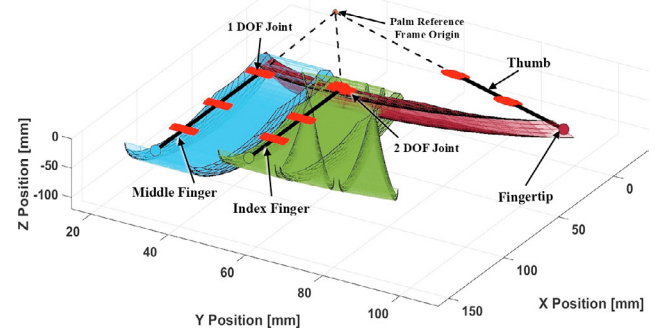 1 DOF Joint
Palm Reference
Frame Origin
Thumb
2 DOF Joint
Middle Finger
Index Finger
Fingertip
Z Position [mm]
0
-50
-100
20
40
60
80
100
Y Position [mm]
150
100
50
0
X Position [mm]